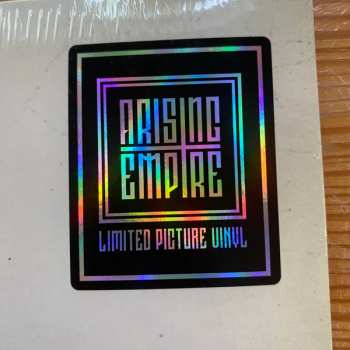 ARISING
EMPIRE
LIMITED PICTURE VINYL